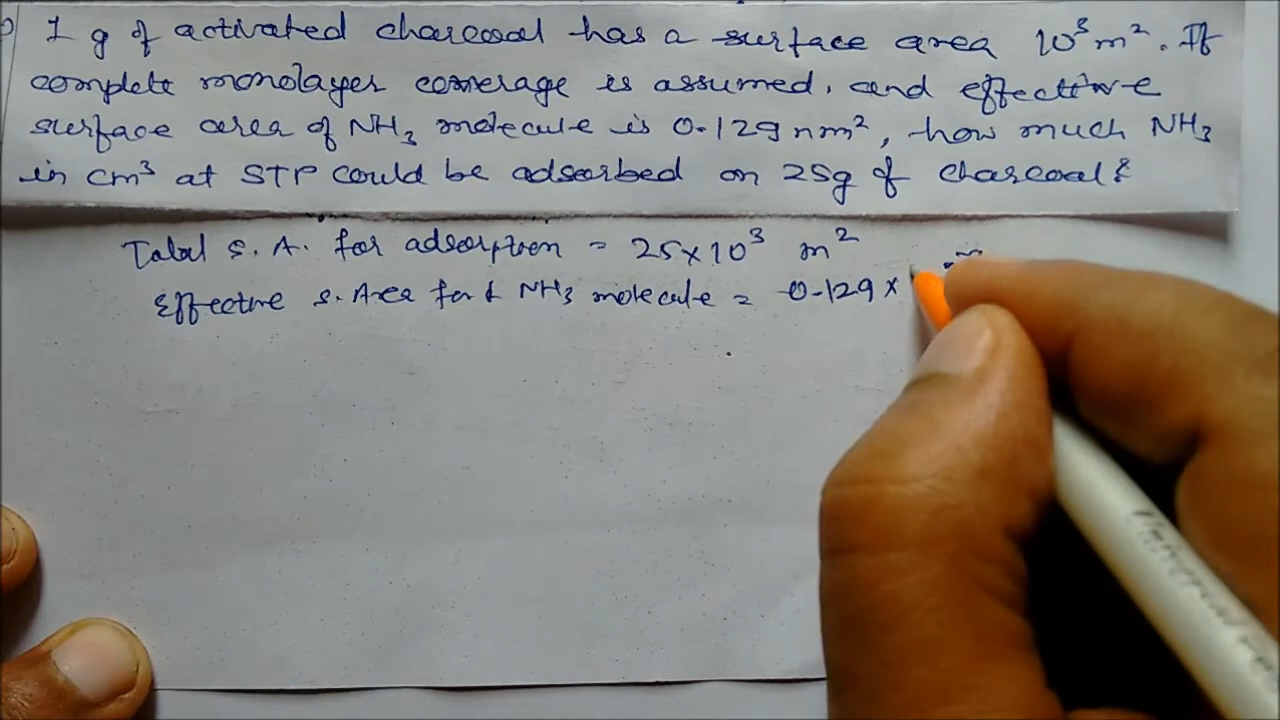 1 g of activated charcoal has a surface area 10³ m². If
complete monolayer coverage is assumed, and effective
surface area of NH₃ molecule is 0.129 nm², how much NH₃
in cm³ at STP could be adsorbed on 25g of charcoal?
Total S.A. for adsorption = 25×10³ m²
Effective S. Area for 1 NH₃ molecule = 0.129 ×